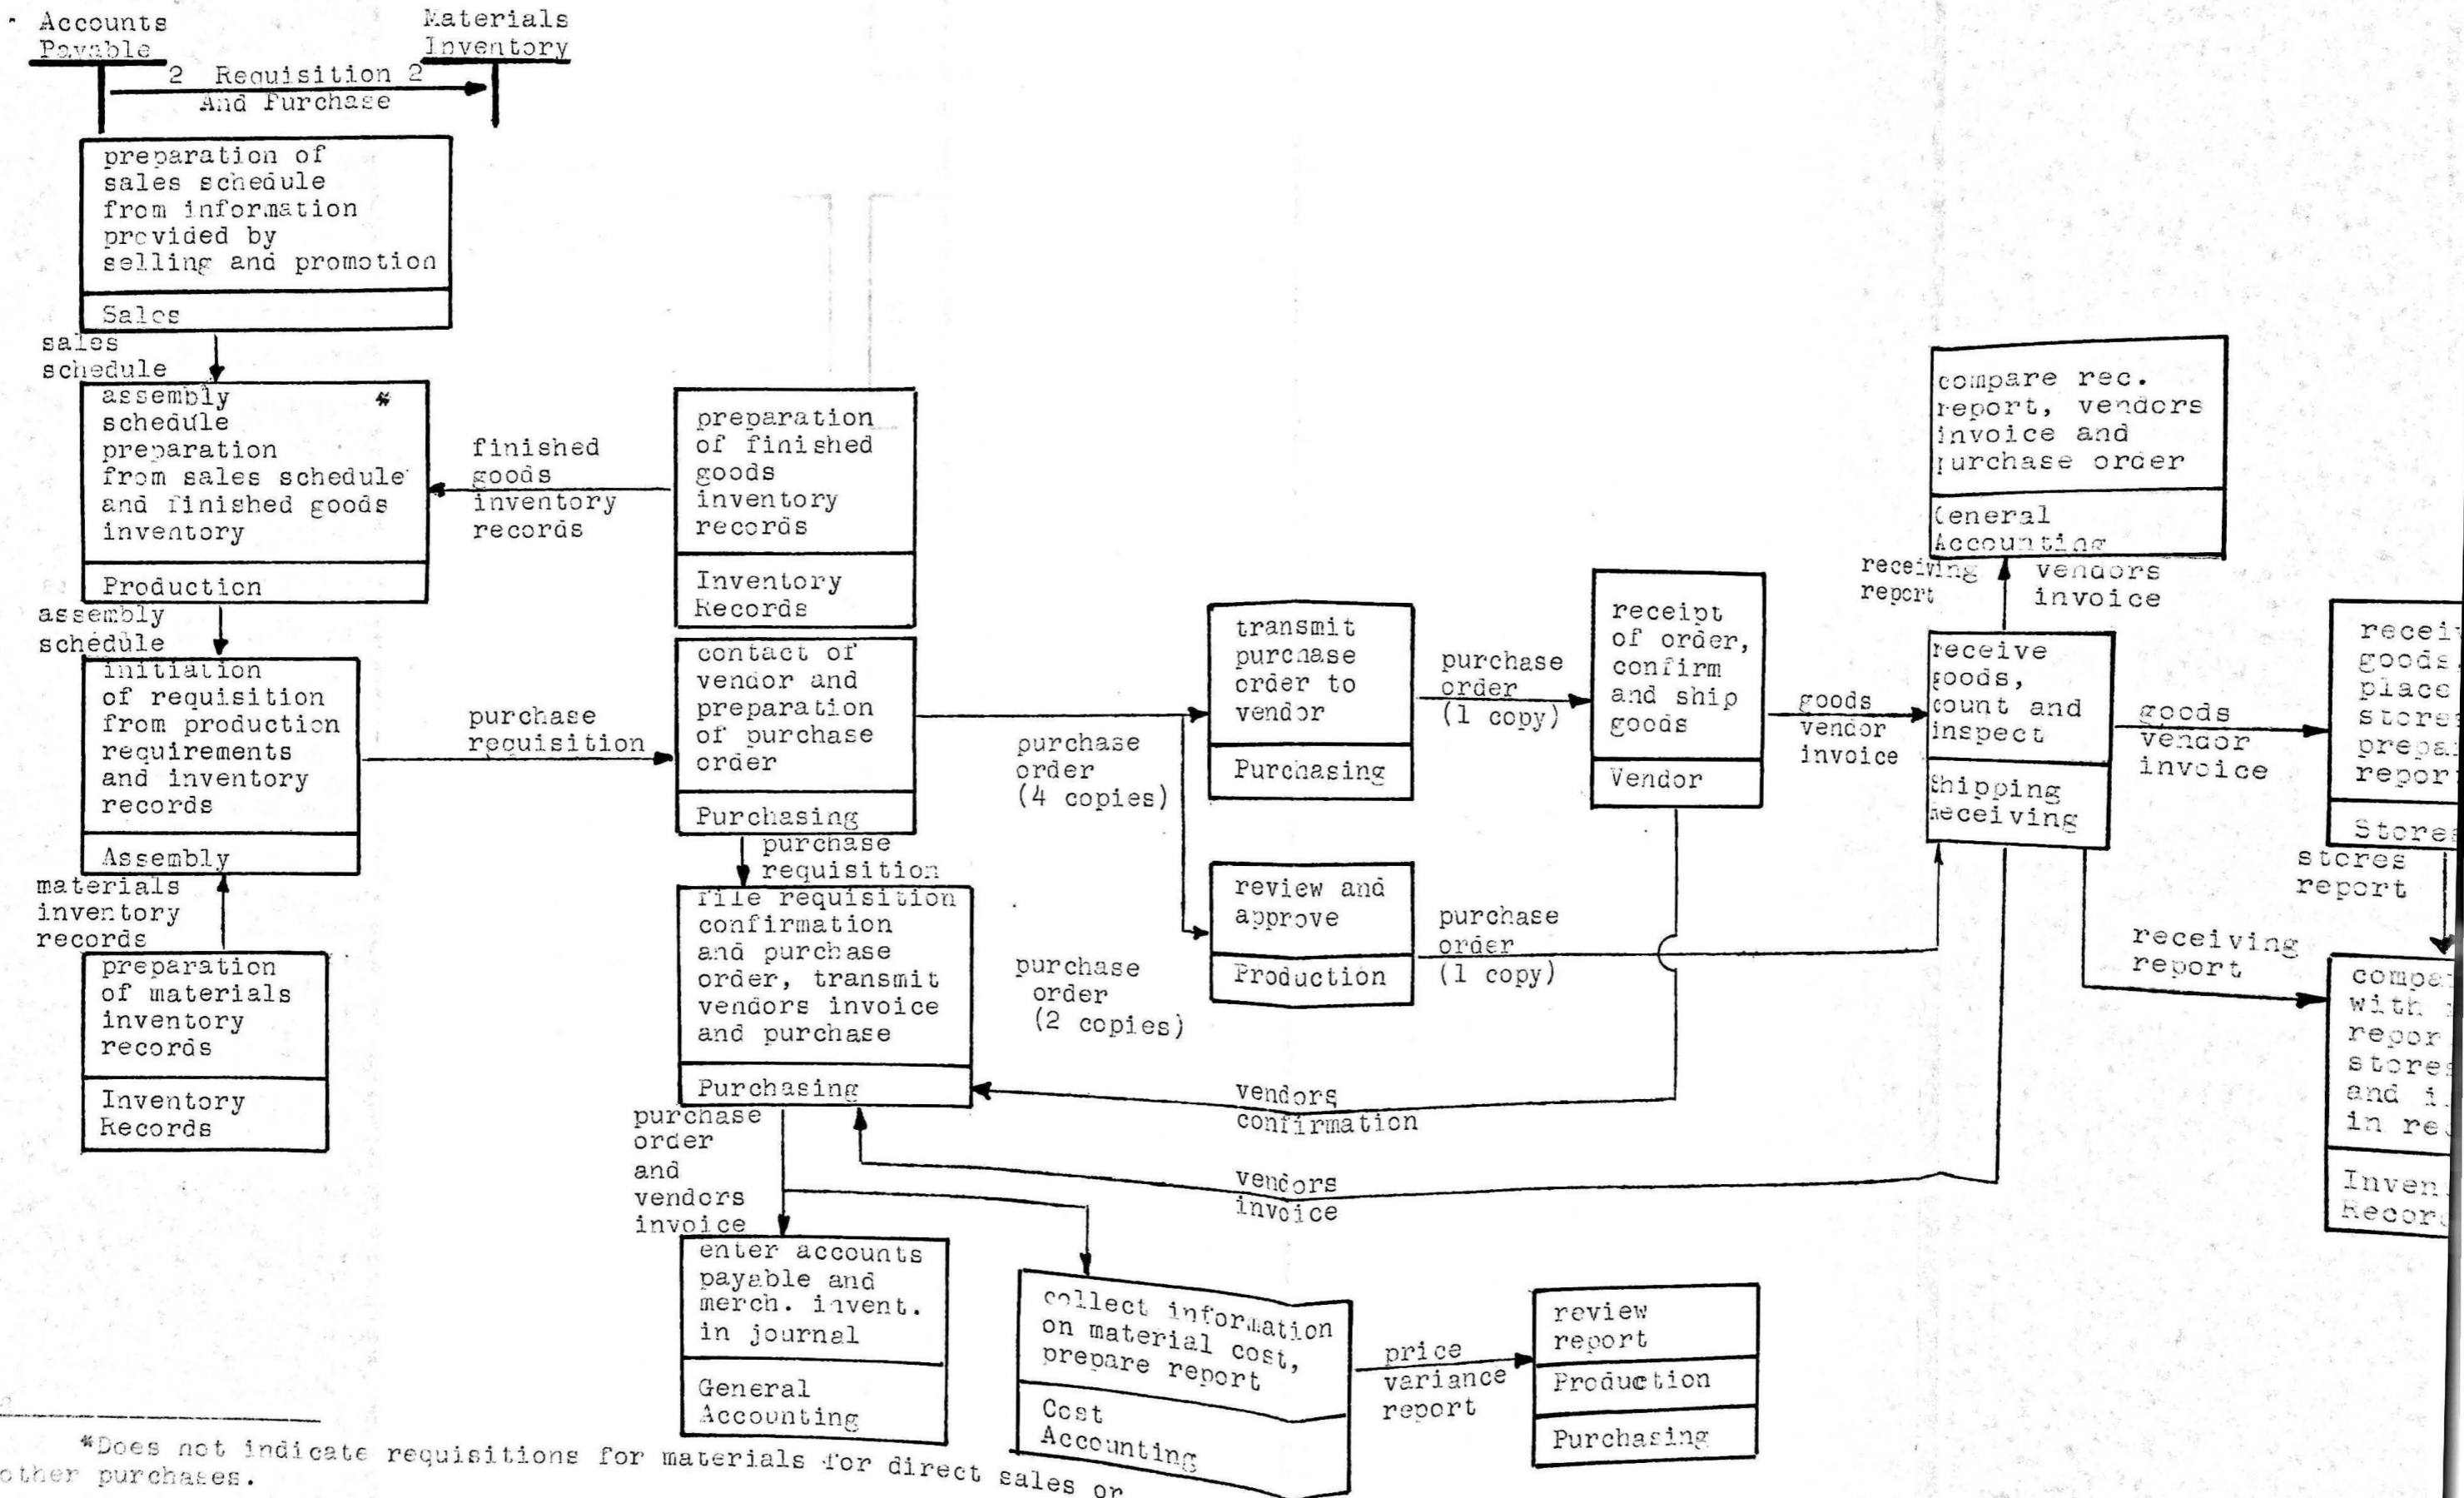 Accounts
Payable
Materials
Inventory
2 Requisition 2
And Purchase
preparation of
sales schedule
from information
provided by
selling and promotion
Sales
sales
schedule
assembly *
schedule
preparation
from sales schedule
and finished goods
inventory
Production
finished
goods
inventory
records
preparation
of finished
goods
inventory
records
Inventory
Records
assembly
schedule
initiation
of requisition
from production
requirements
and inventory
records
Assembly
materials
inventory
records
preparation
of materials
inventory
records
Inventory
Records
purchase
requisition
contact of
vendor and
preparation
of purchase
order
Purchasing
purchase
requisition
file requisition
confirmation
and purchase
order, transmit
vendors invoice
and purchase
Purchasing
purchase
order
(4 copies)
purchase
order
(2 copies)
transmit
purchase
order to
vendor
Purchasing
review and
approve
Production
purchase
order
(1 copy)
purchase
order
(1 copy)
receipt
of order,
confirm
and ship
goods
Vendor
goods
vendor
invoice
compare rec.
report, vendors
invoice and
purchase order
General
Accounting
receiving
report
vendors
invoice
receive
goods,
count and
inspect
Shipping
Receiving
goods
vendor
invoice
goods
place
Stores
stores
report
receiving
report
with
and
in
vendors
confirmation
vendors
invoice
purchase
order
and
vendors
invoice
enter accounts
payable and
merch. invent.
in journal
General
Accounting
collect information
on material cost,
prepare report
Cost
Accounting
price
variance
report
review
report
Production
Purchasing
*Does not indicate requisitions for materials for direct sales or
other purchases.